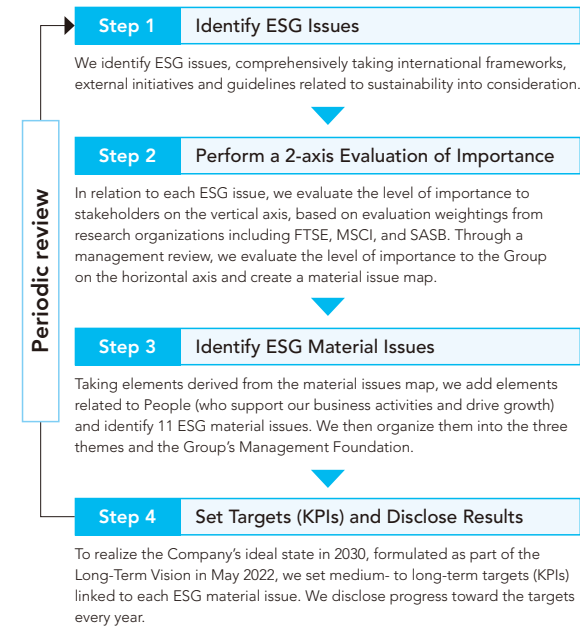 Step 1 Identify ESG Issues
We identify ESG issues, comprehensively taking international frameworks,
external initiatives and guidelines related to sustainability into consideration.
Step 2 Perform a 2-axis Evaluation of Importance
In relation to each ESG issue, we evaluate the level of importance to
stakeholders on the vertical axis, based on evaluation weightings from
research organizations including FTSE, MSCI, and SASB. Through a
management review, we evaluate the level of importance to the Group
on the horizontal axis and create a material issue map.
Periodic review
Step 3 Identify ESG Material Issues
Taking elements derived from the material issues map, we add elements
related to People (who support our business activities and drive growth)
and identify 11 ESG material issues. We then organize them into the three
themes and the Group’s Management Foundation.
Step 4 Set Targets (KPIs) and Disclose Results
To realize the Company’s ideal state in 2030, formulated as part of the
Long-Term Vision in May 2022, we set medium- to long-term targets (KPIs)
linked to each ESG material issue. We disclose progress toward the targets
every year.